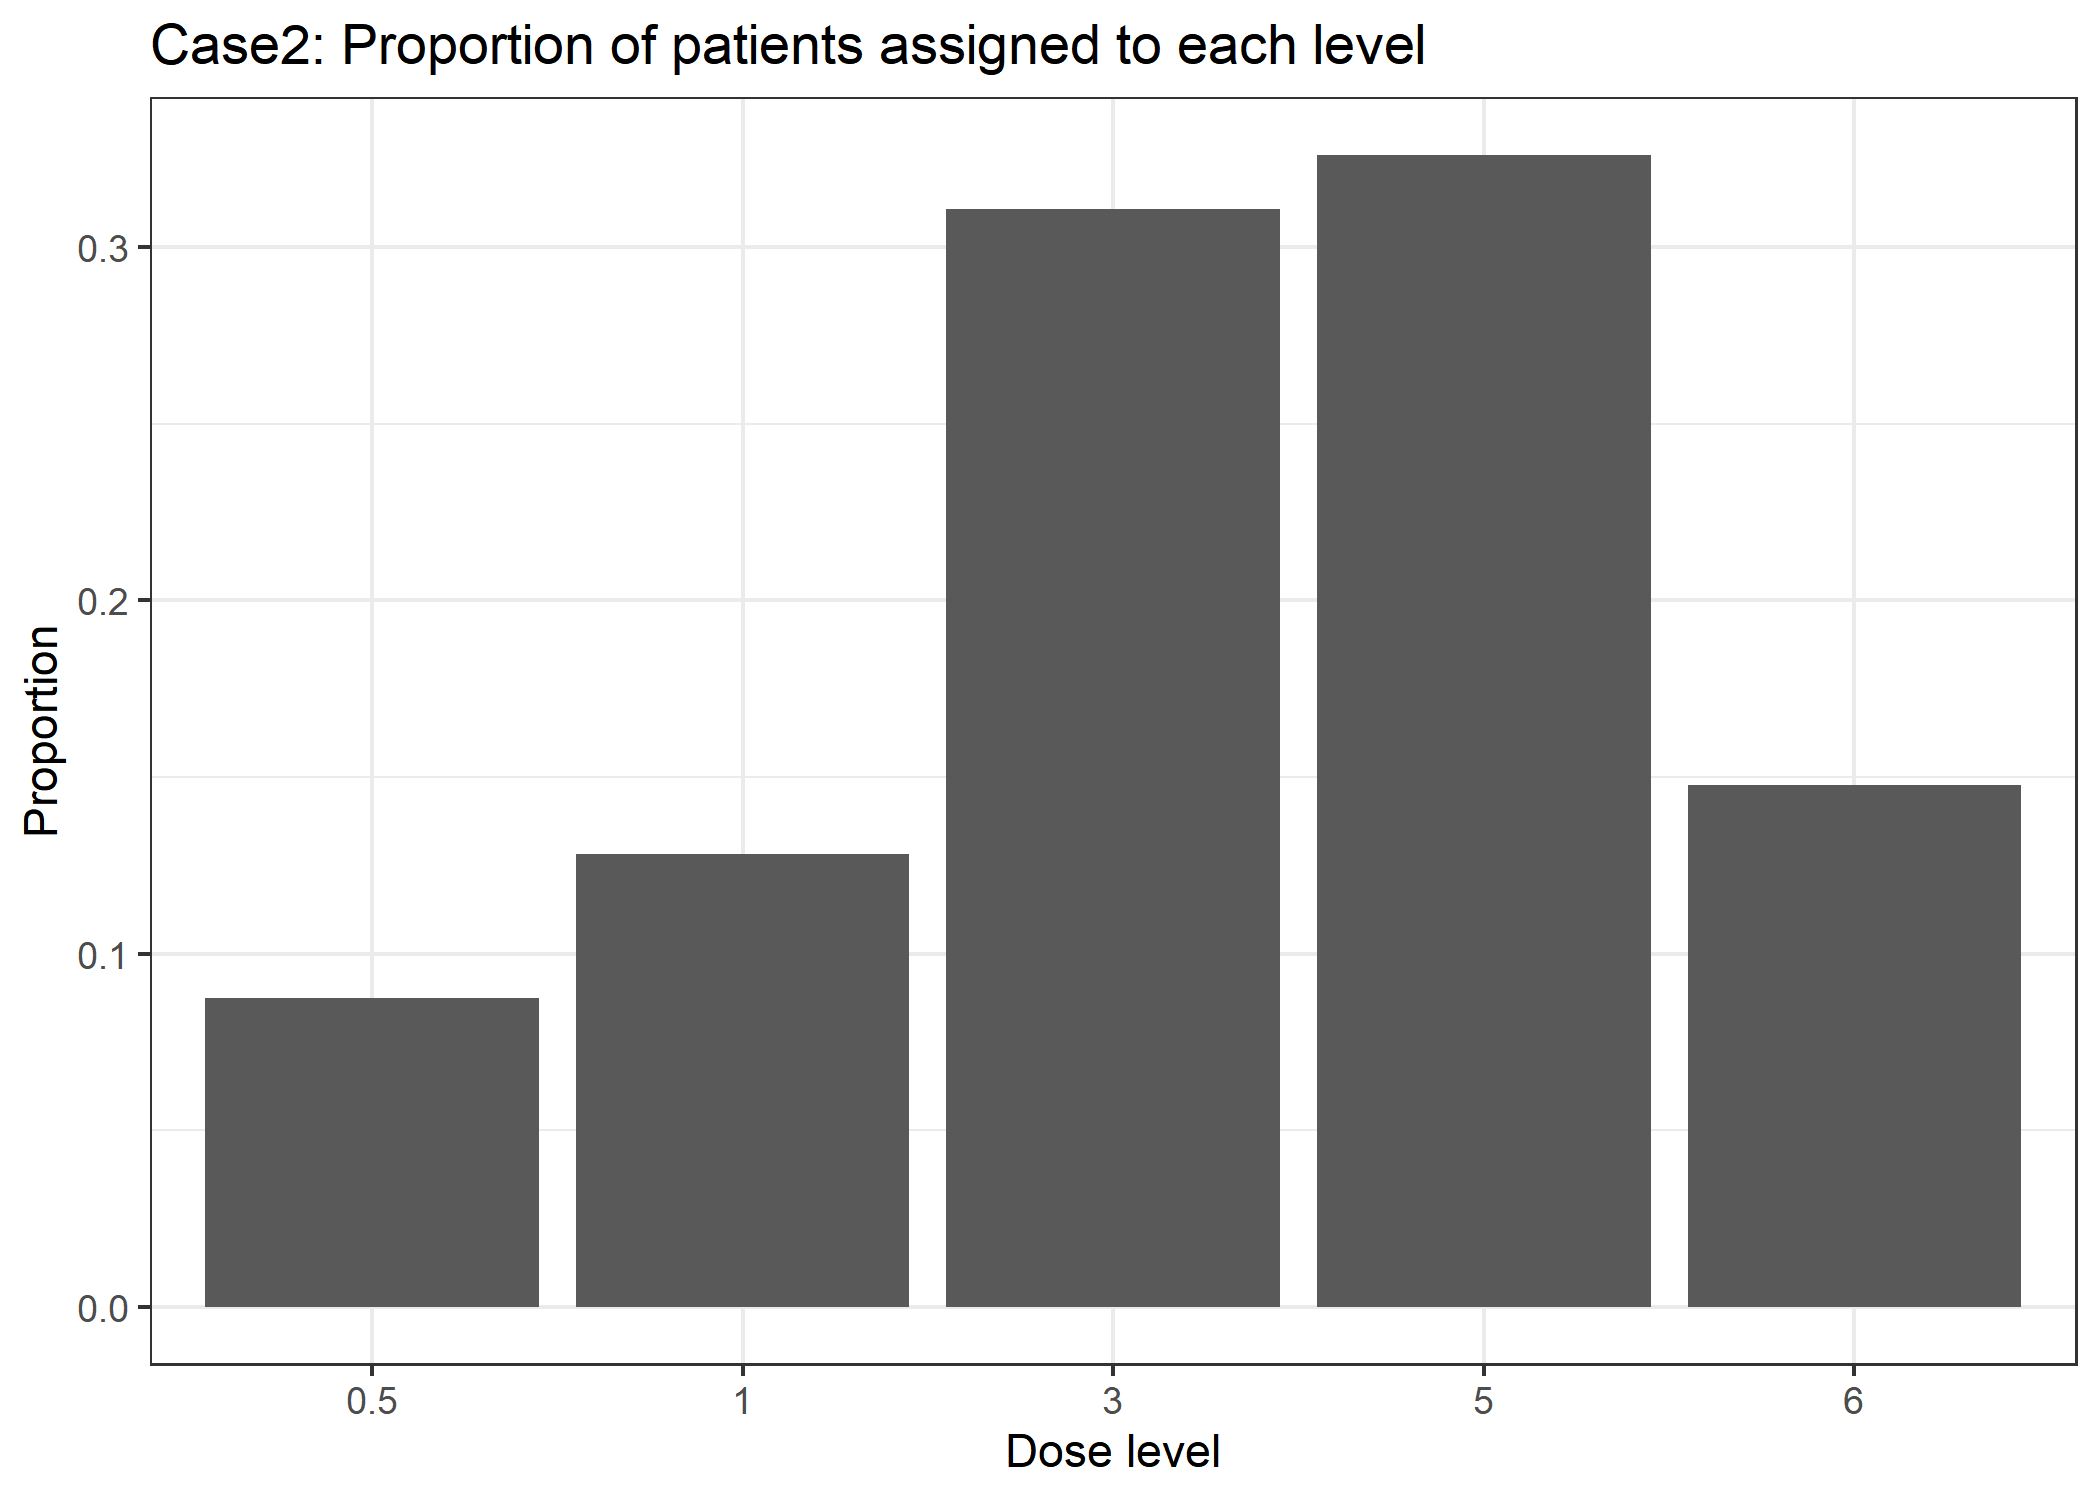 Case2: Proportion of patients assigned to each level
Proportion
0.3
0.2
0.1
0.0
0.5 1 3 5 6
Dose level